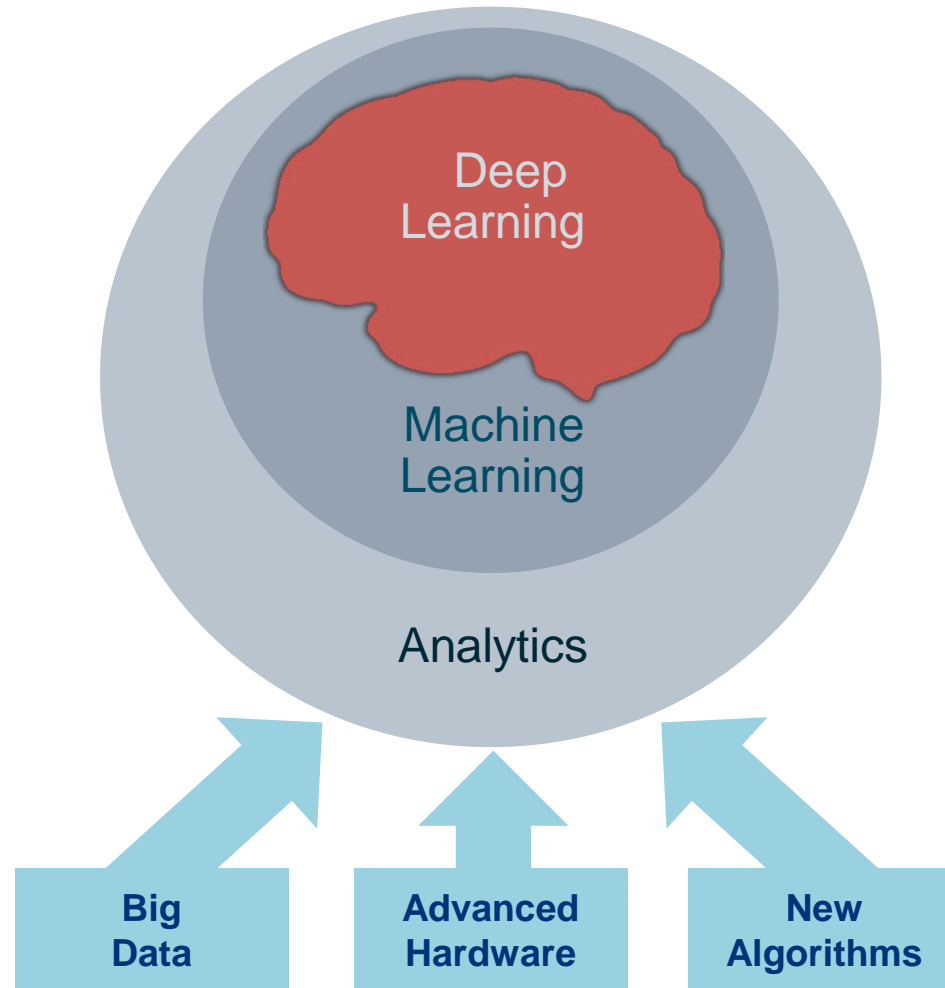 Deep
Learning
Machine
Learning
Analytics
Big
Data
Advanced
Hardware
New
Algorithms